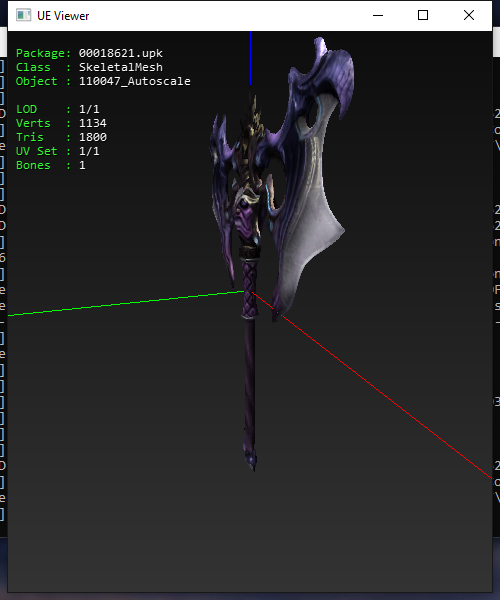 UE Viewer
Package: 00018621.upk
Class  : SkeletalMesh
Object : 110047_Autoscale
LOD    : 1/1
Verts  : 1134
Tris   : 1800
UV Set : 1/1
Bones  : 1